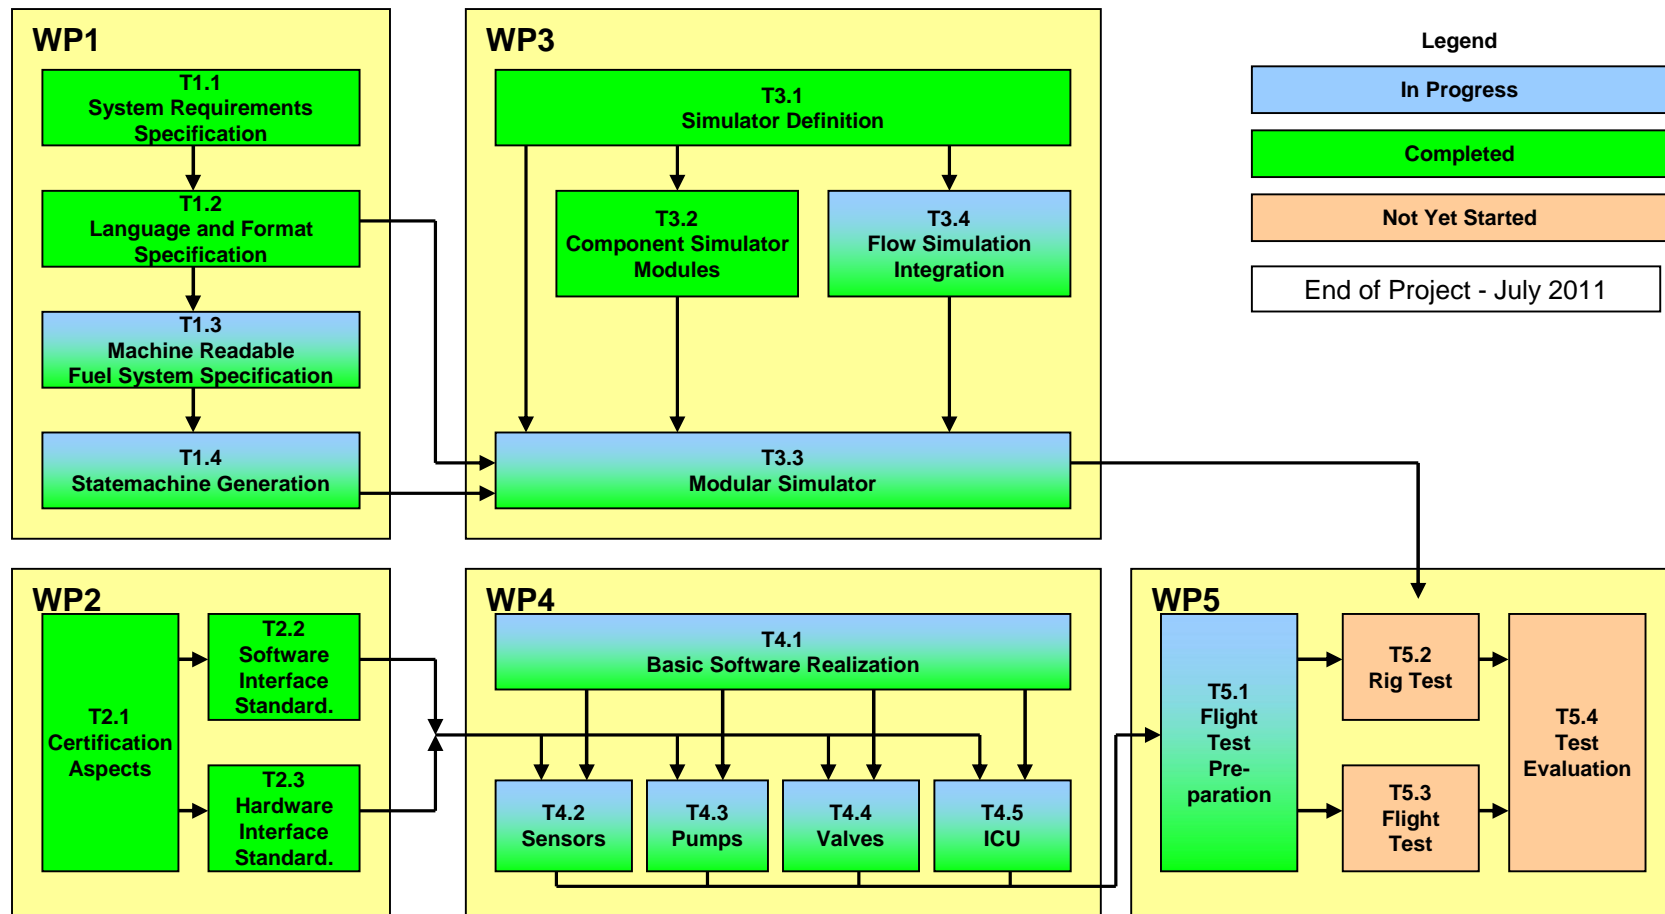 WP1
T1.1
System Requirements
Specification
T1.2
Language and Format
Specification
T1.3
Machine Readable
Fuel System Specification
T1.4
Statemachine Generation
WP3
T3.1
Simulator Definition
T3.2
Component Simulator
Modules
T3.4
Flow Simulation
Integration
T3.3
Modular Simulator
Legend
In Progress
Completed
Not Yet Started
End of Project - July 2011
WP2
T2.1
Certification
Aspects
T2.2
Software
Interface
Standard.
T2.3
Hardware
Interface
Standard.
WP4
T4.1
Basic Software Realization
T4.2
Sensors
T4.3
Pumps
T4.4
Valves
T4.5
ICU
WP5
T5.1
Flight
Test
Pre-
paration
T5.2
Rig Test
T5.3
Flight
Test
T5.4
Test
Evaluation